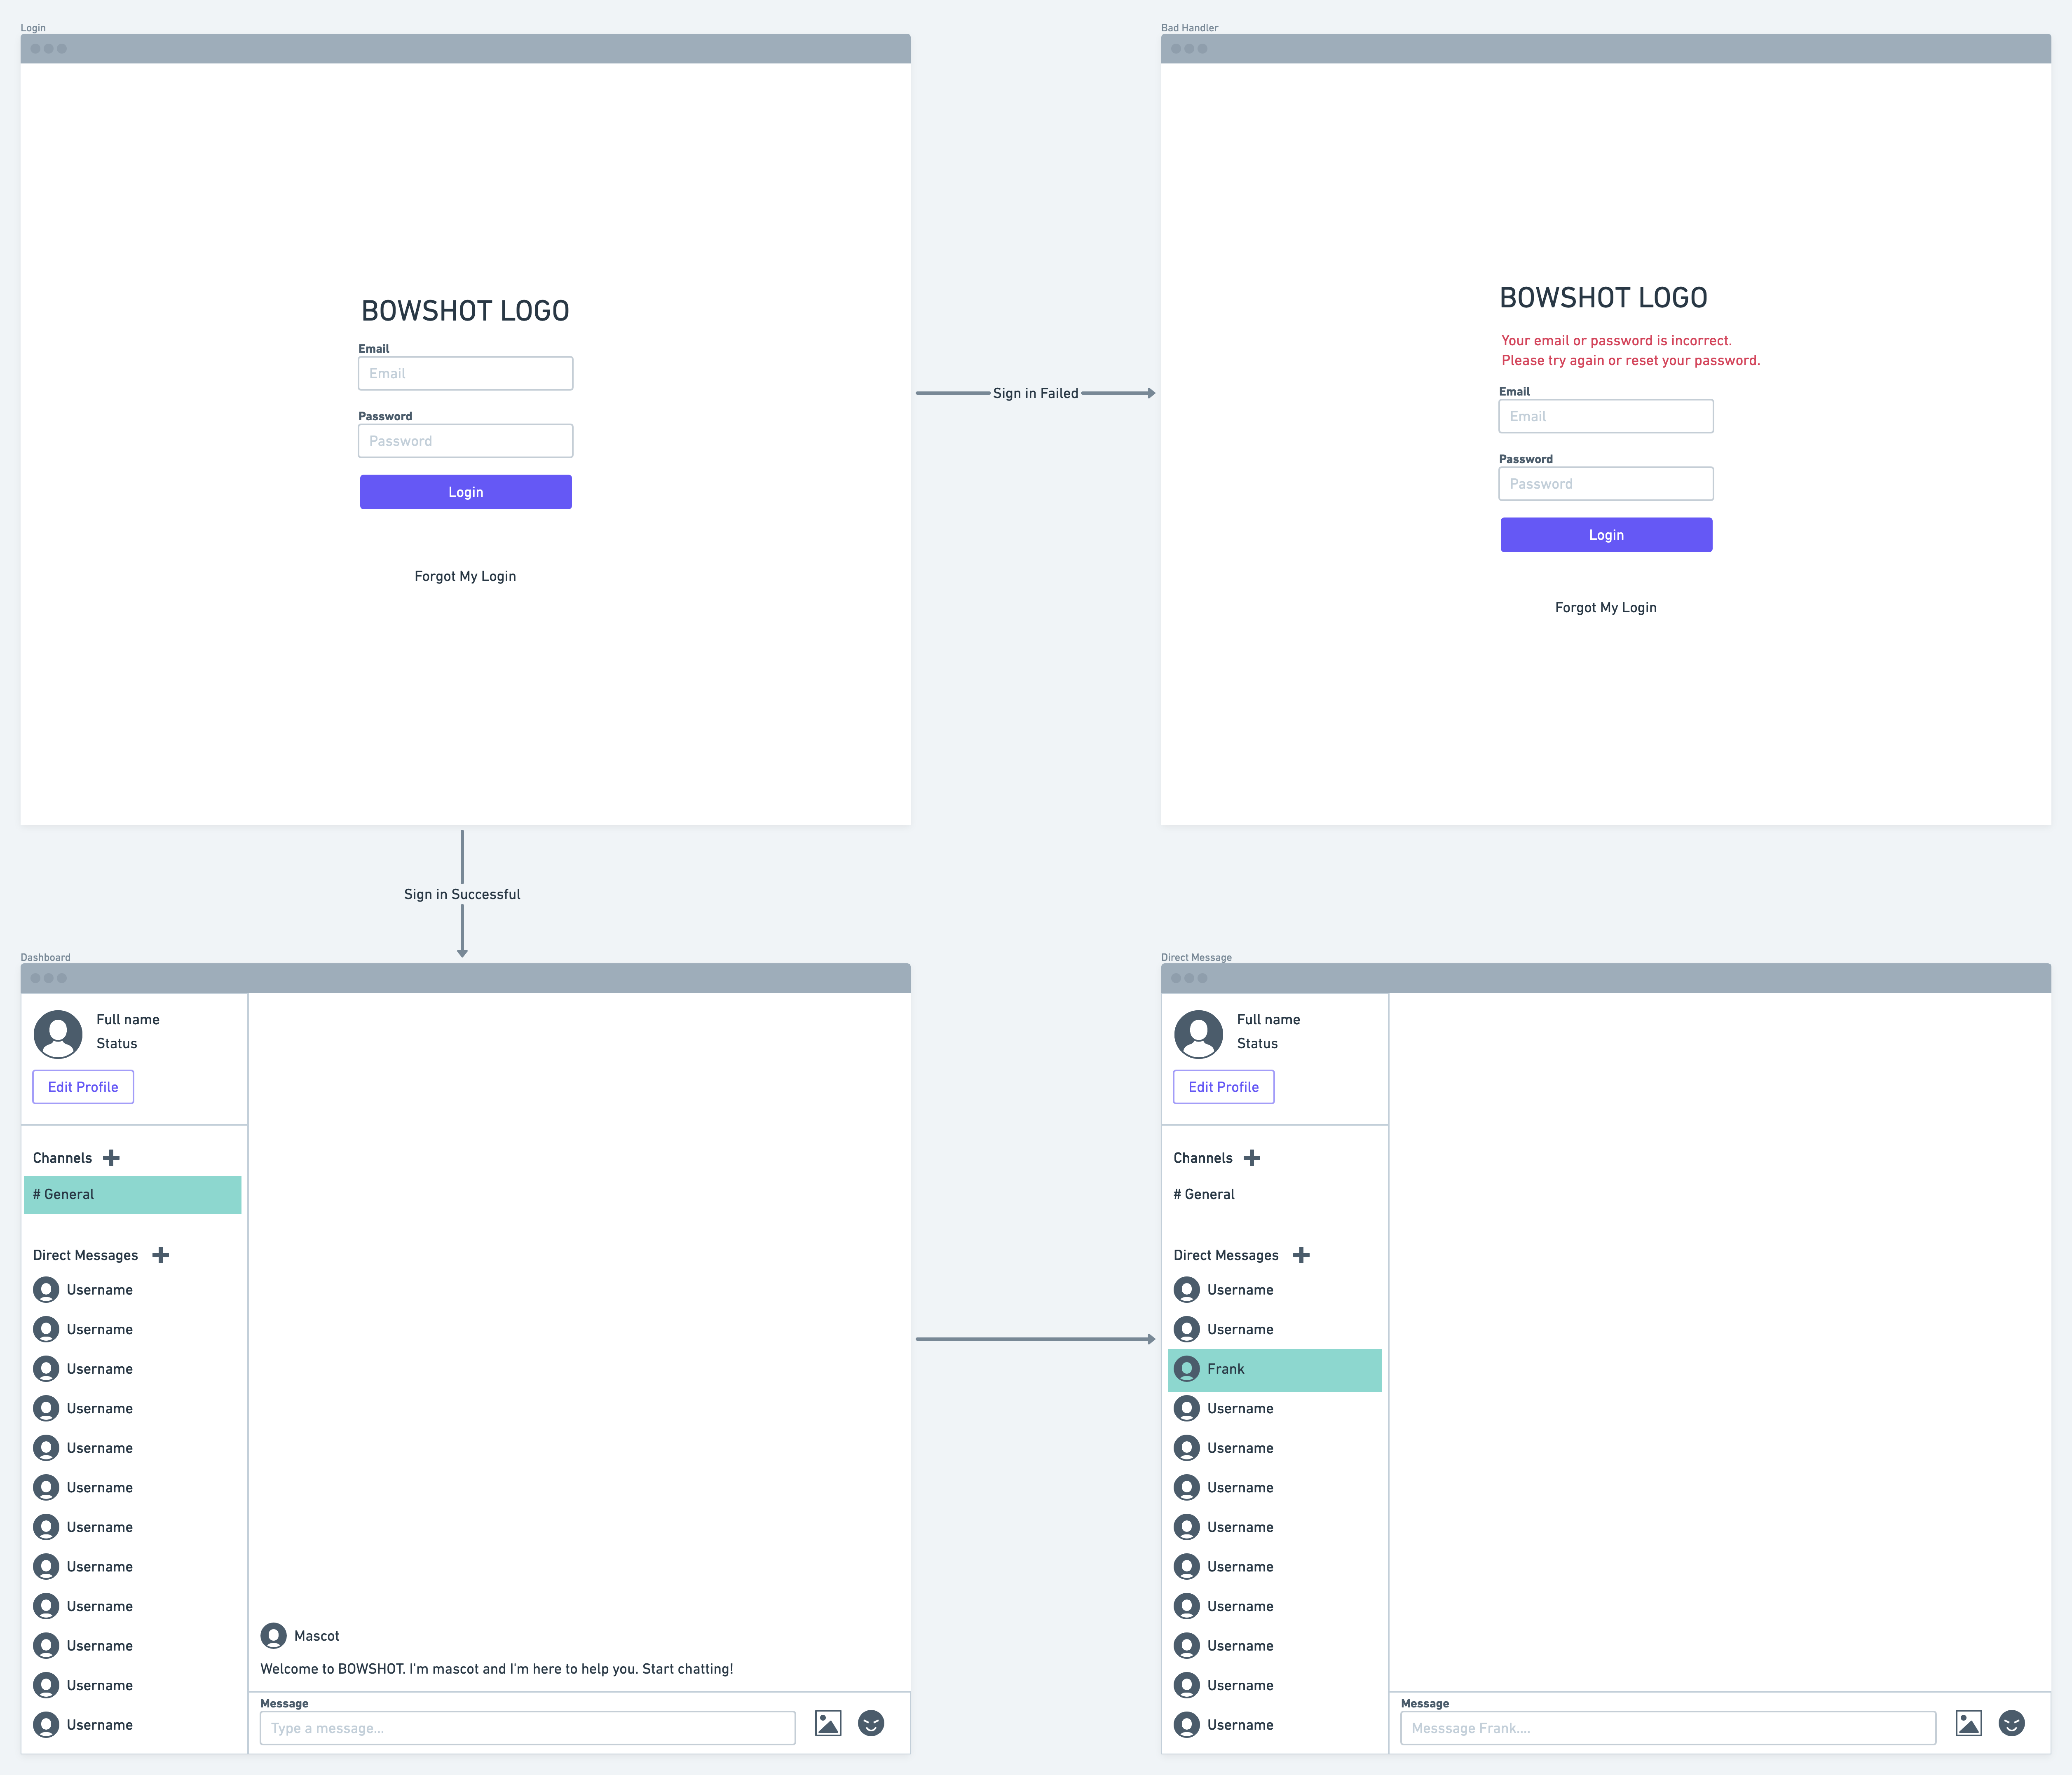 Login
BOWSHOT LOGO
Email
Email
Password
Password
Login
Forgot My Login
Sign in Failed
Bad Handler
BOWSHOT LOGO
Your email or password is incorrect.
Please try again or reset your password.
Email
Email
Password
Password
Login
Forgot My Login
Sign in Successful
Dashboard
Full name
Status
Edit Profile
Channels
# General
Direct Messages
Username
Username
Username
Username
Username
Username
Username
Username
Username
Username
Username
Username
Mascot
Welcome to BOWSHOT. I'm mascot and I'm here to help you. Start chatting!
Message
Type a message...
Direct Message
Full name
Status
Edit Profile
Channels
# General
Direct Messages
Username
Username
Frank
Username
Username
Username
Username
Username
Username
Username
Username
Username
Message
Messsage Frank....